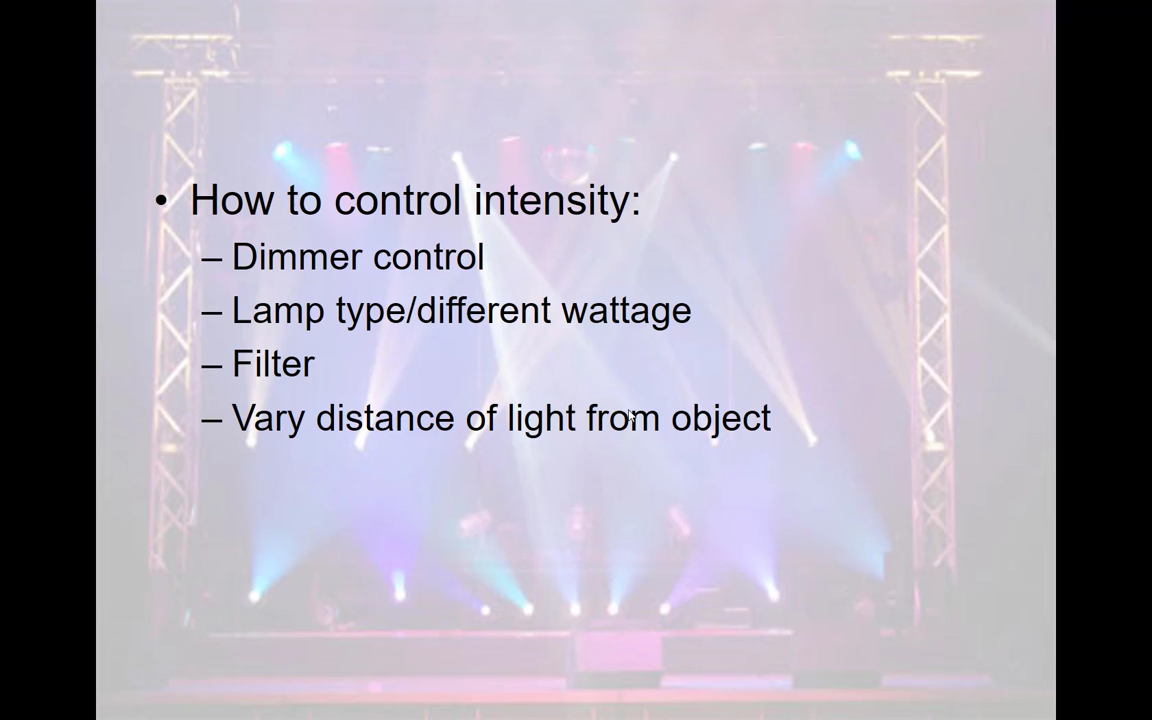 • How to control intensity:
– Dimmer control
– Lamp type/different wattage
– Filter
– Vary distance of light from object